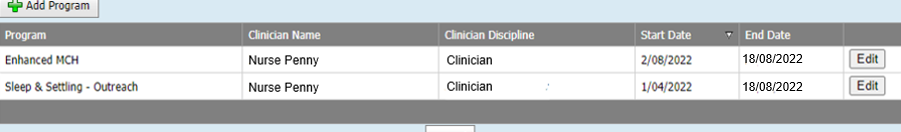 Add Program
Program Clinician Name Clinician Discipline Start Date End Date
Enhanced MCH Nurse Penny Clinician 2/08/2022 18/08/2022 Edit
Sleep & Settling - Outreach Nurse Penny Clinician 1/04/2022 18/08/2022 Edit